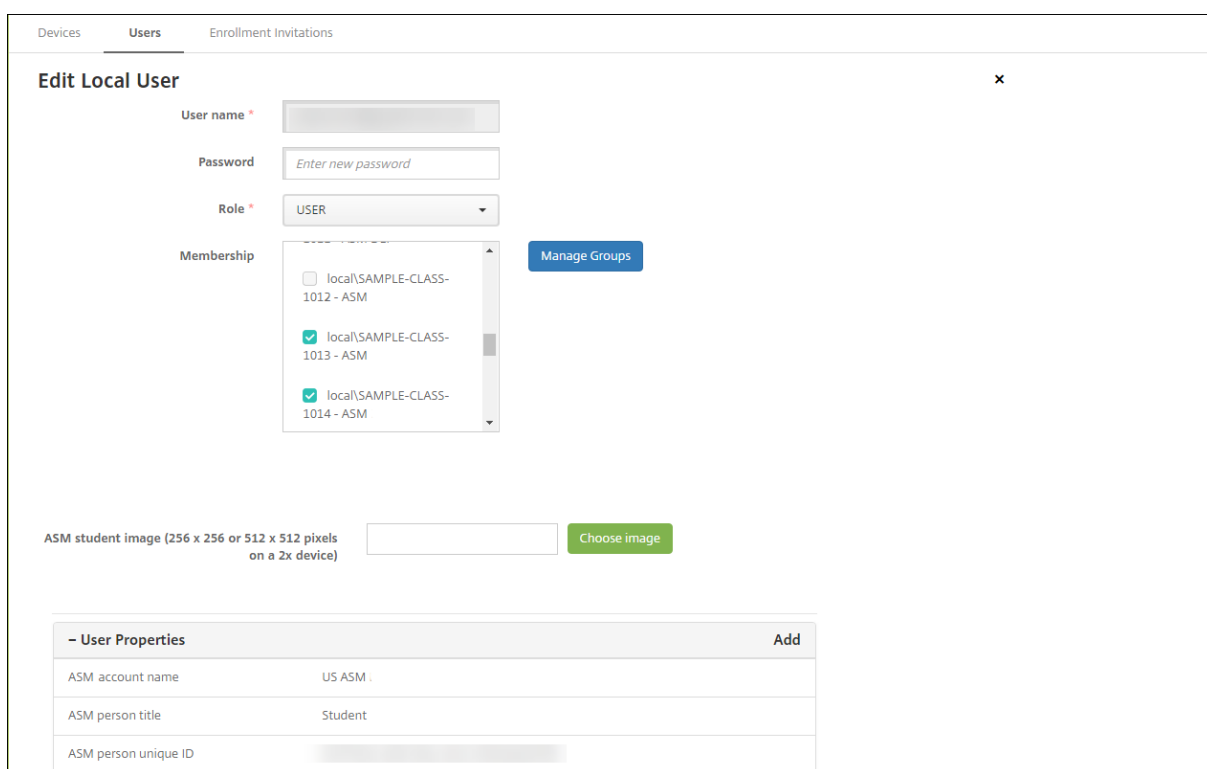 Devices Users Enrollment Invitations
Edit Local User ×
User name *
Password Enter new password
Role * USER
Membership Manage Groups
local\SAMPLE-CLASS-
1012 - ASM
local\SAMPLE-CLASS-
1013 - ASM
local\SAMPLE-CLASS-
1014 - ASM
ASM student image (256 x 256 or 512 x 512 pixels
on a 2x device)
Choose image
– User Properties Add
ASM account name US ASM
ASM person title Student
ASM person unique ID